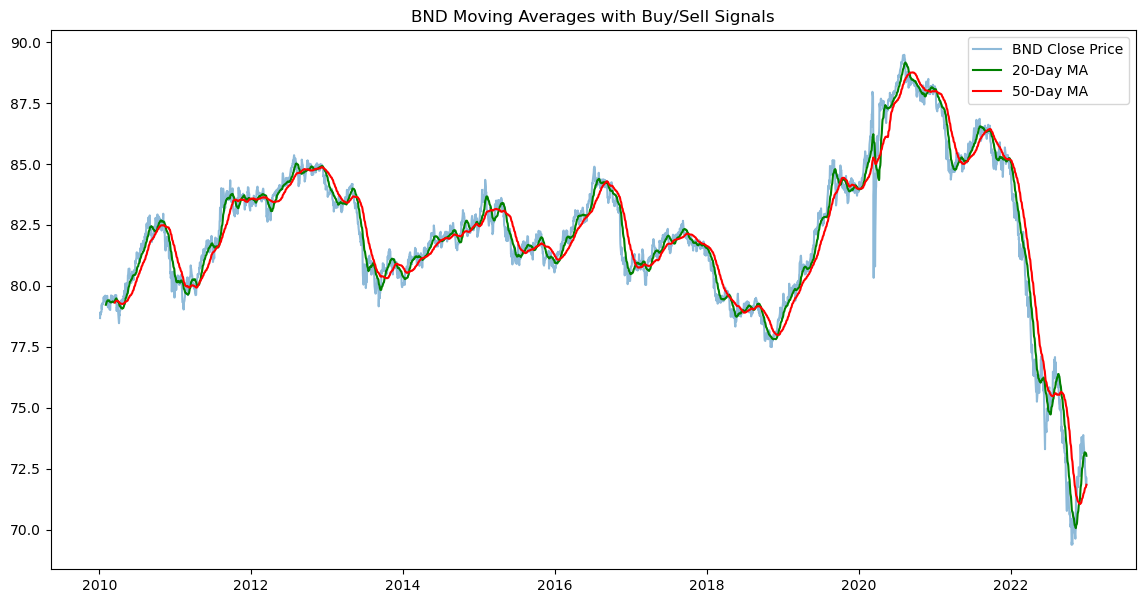 BND Moving Averages with Buy/Sell Signals
BND Close Price
20-Day MA
50-Day MA
90.0
87.5
85.0
82.5
80.0
77.5
75.0
72.5
70.0
2010 2012 2014 2016 2018 2020 2022